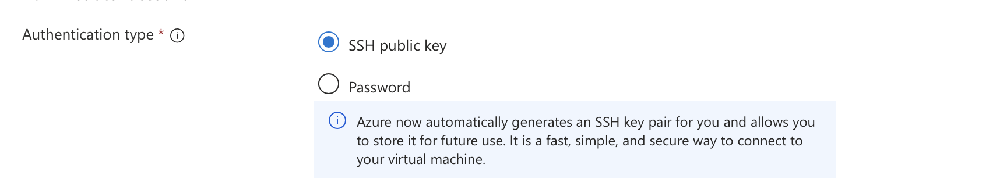 Authentication type *
SSH public key
Password
Azure now automatically generates an SSH key pair for you and allows you
to store it for future use. It is a fast, simple, and secure way to connect to
your virtual machine.